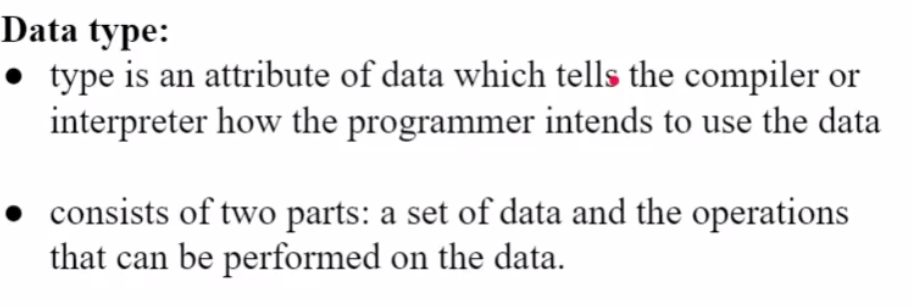 Data type:
● type is an attribute of data which tells the compiler or
interpreter how the programmer intends to use the data
● consists of two parts: a set of data and the operations
that can be performed on the data.